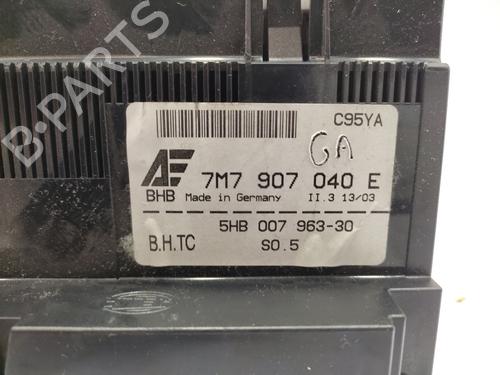 B-PARTS
C95YA
GA
AE 7M7 907 040 E
BHB Made in Germany II.3 13/03
5HB 007 963-30
B.H.TC SO.5